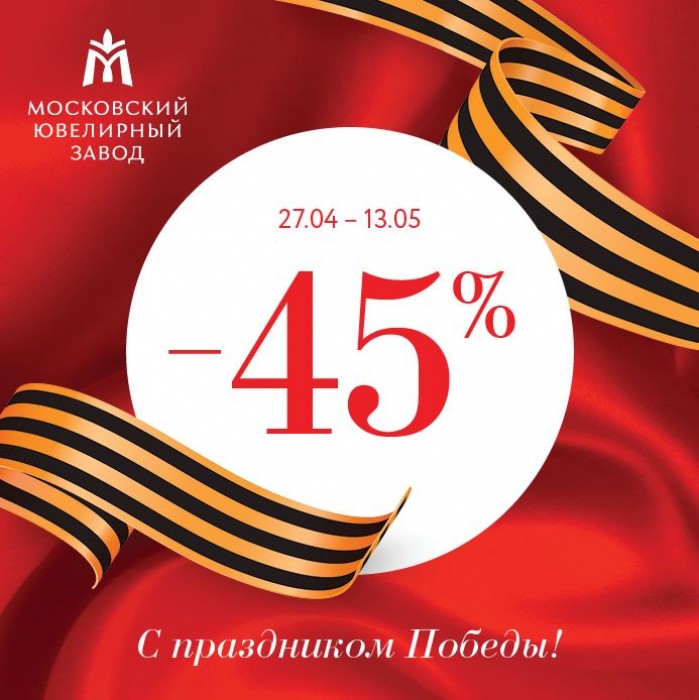 МОСКОВСКИЙ
ЮВЕЛИРНЫЙ
ЗАВОД
27.04 – 13.05
–45%
С праздником Победы!